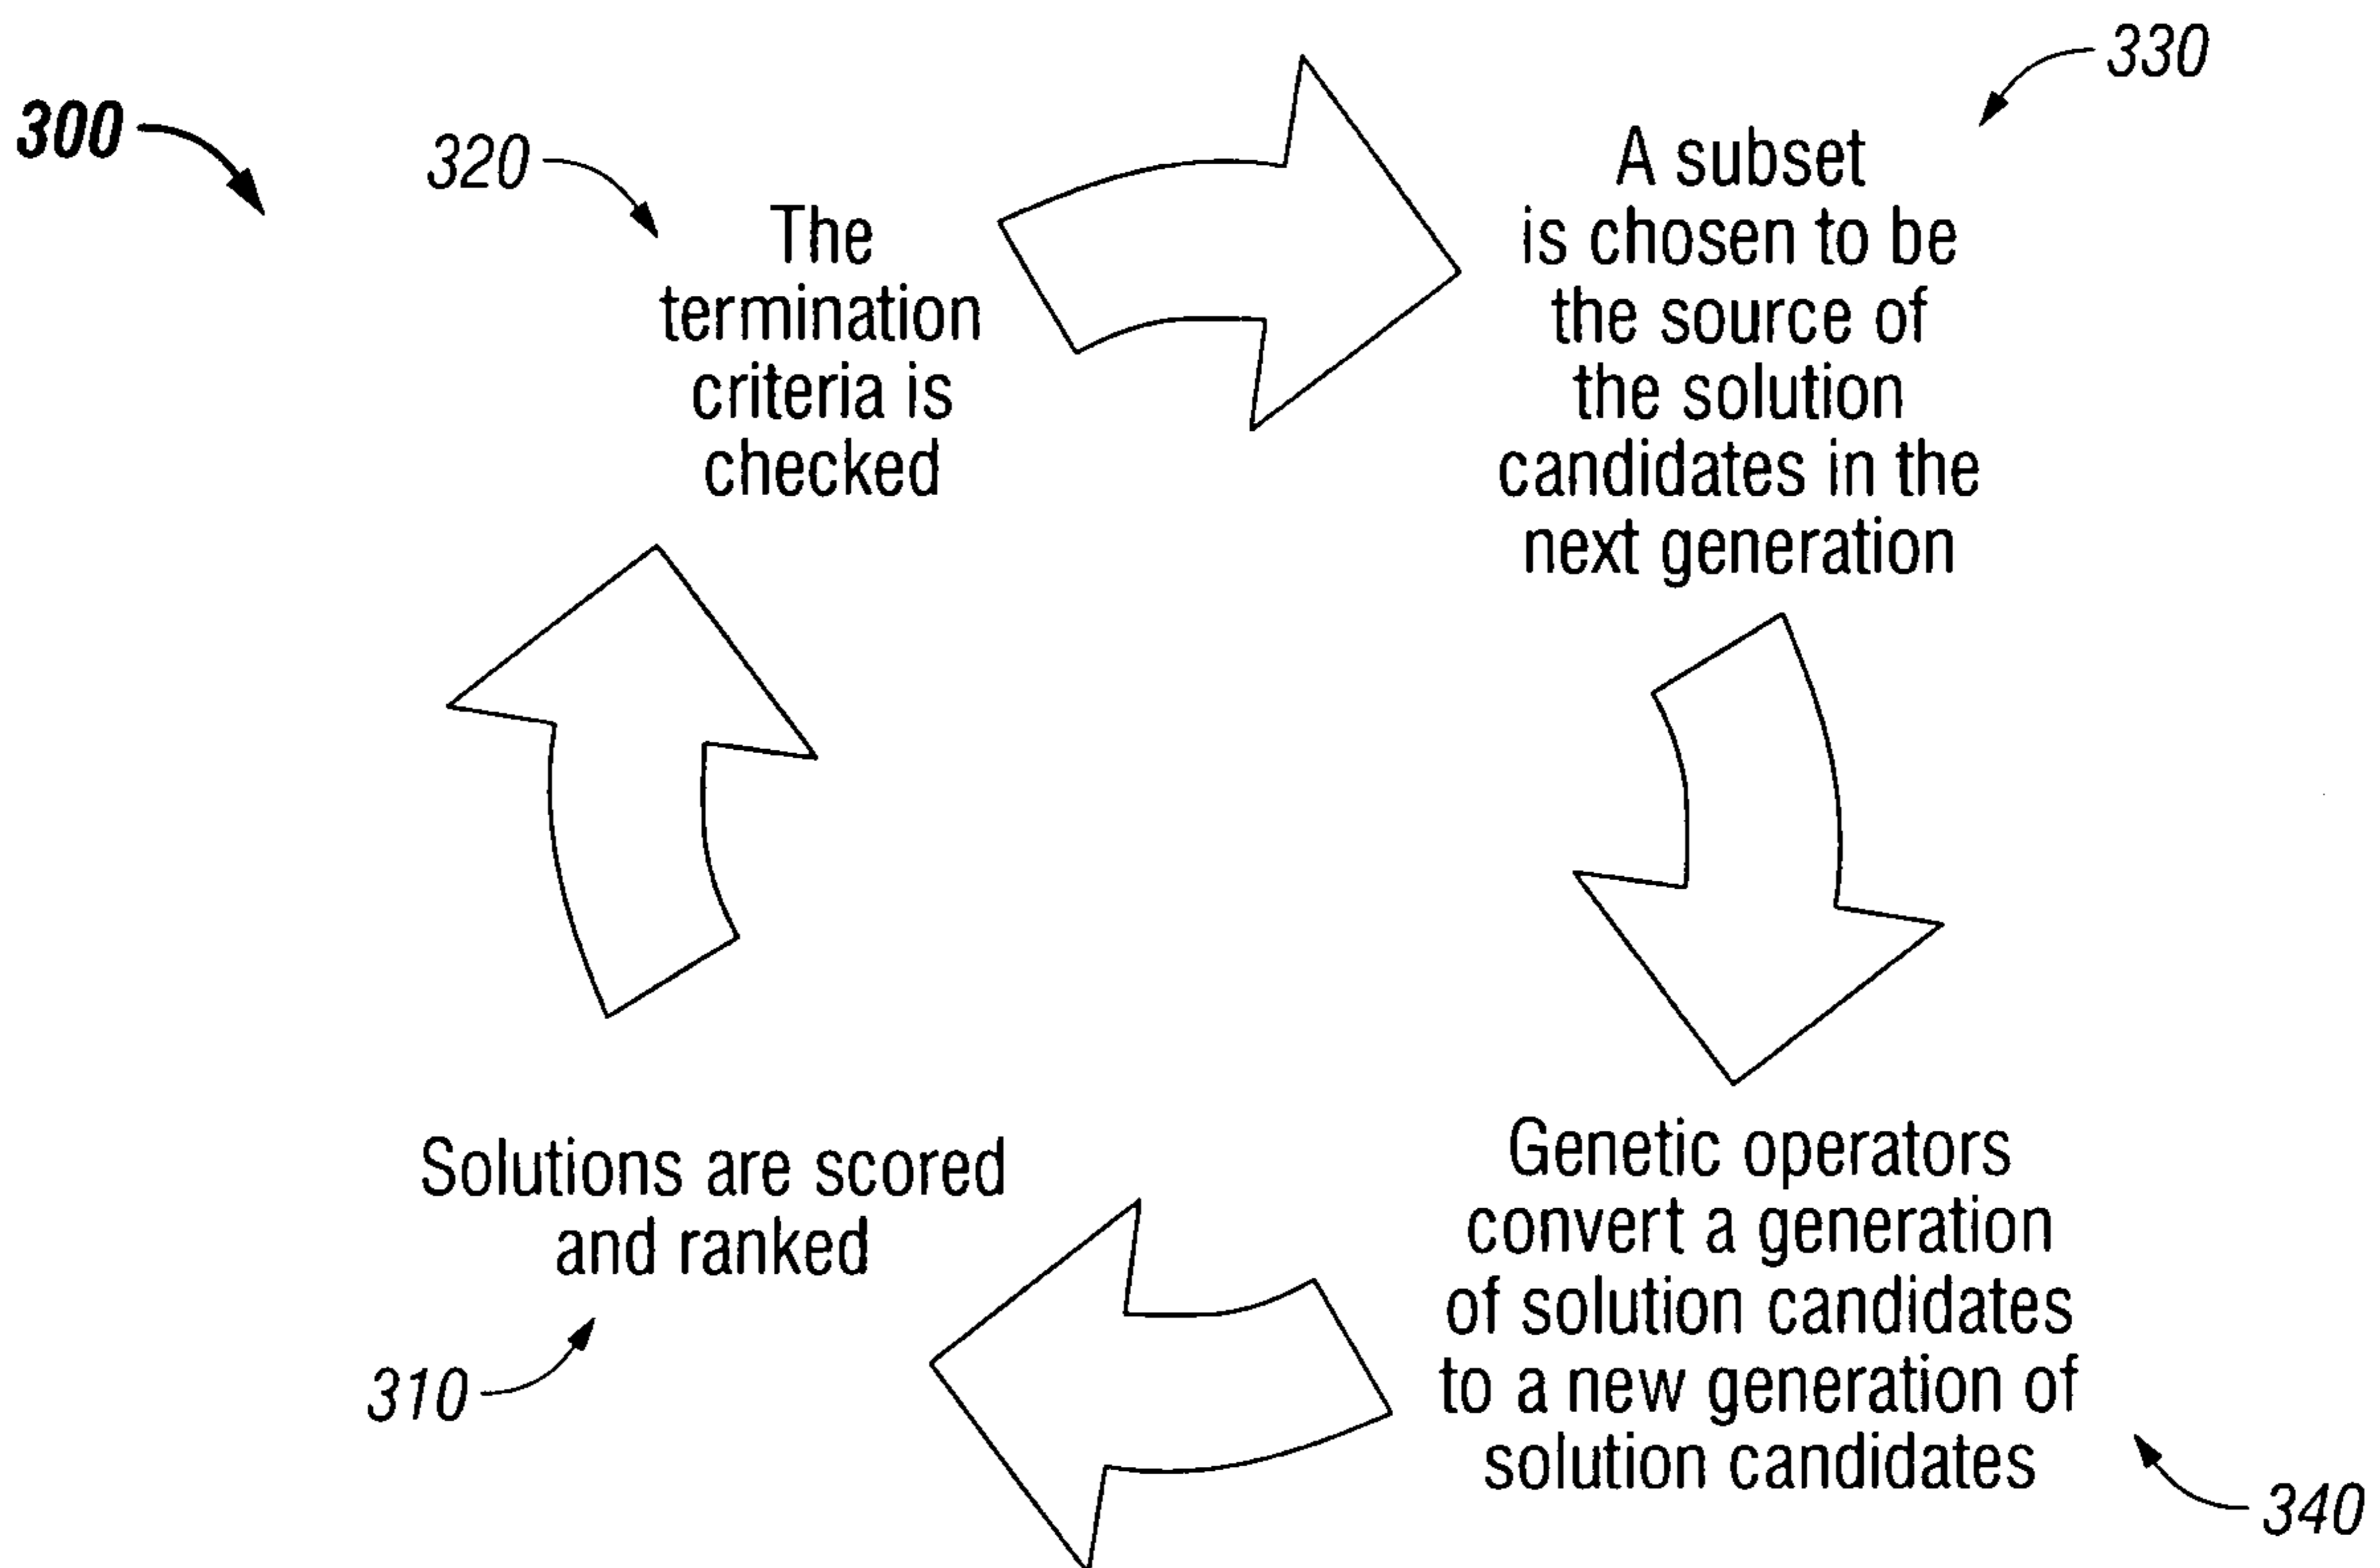 300
320
The
termination
criteria is
checked
330
A subset
is chosen to be
the source of
the solution
candidates in the
next generation
Solutions are scored
and ranked
310
Genetic operators
convert a generation
of solution candidates
to a new generation of
solution candidates
340